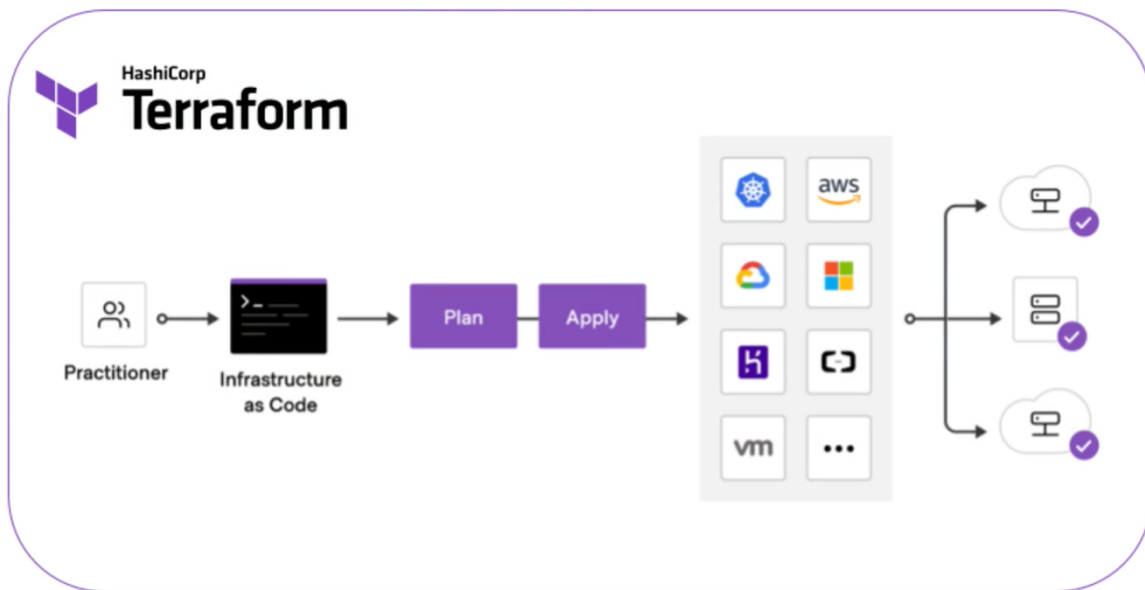 HashiCorp
Terraform
aws
Plan
Apply
Practitioner
Infrastructure
as Code
vm